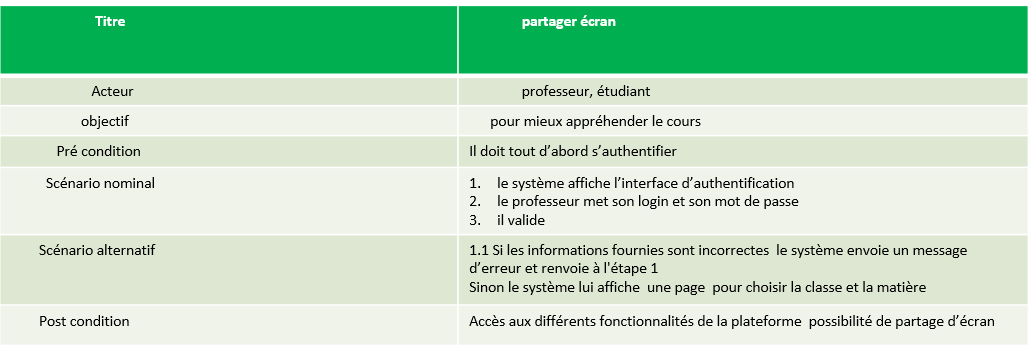 Titre
partager écran
Acteur
professeur, étudiant
objectif
pour mieux appréhender le cours
Pré condition
Il doit tout d’abord s’authentifier
Scénario nominal
1. le système affiche l’interface d’authentification
2. le professeur met son login et son mot de passe
3. il valide
Scénario alternatif
1.1 Si les informations fournies sont incorrectes le système envoie un message
d’erreur et renvoie à l'étape 1
Sinon le système lui affiche une page pour choisir la classe et la matière
Post condition
Accès aux différents fonctionnalités de la plateforme possibilité de partage d’écran